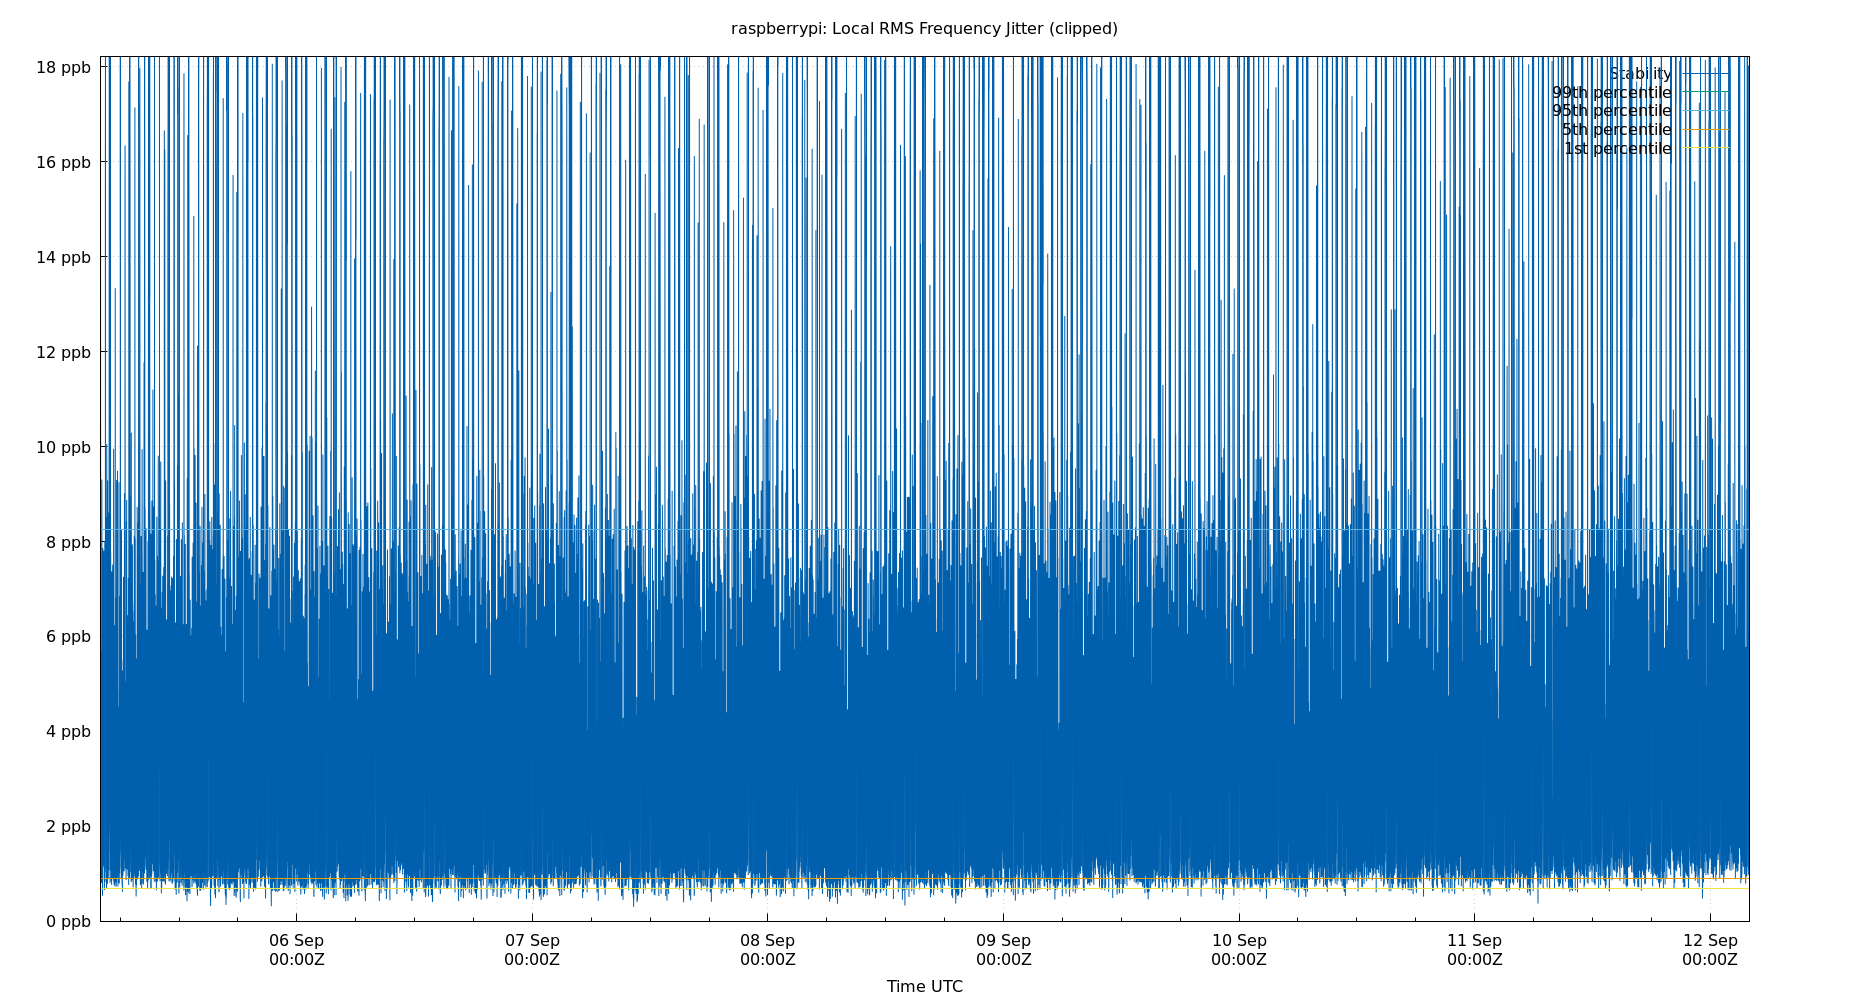 raspberrypi: Local RMS Frequency Jitter (clipped)
18 ppb
16 ppb
14 ppb
12 ppb
10 ppb
8 ppb
6 ppb
4 ppb
2 ppb
0 ppb
Stability
99th percentile
95th percentile
5th percentile
1st percentile
06 Sep
00:00Z
07 Sep
00:00Z
08 Sep
00:00Z
09 Sep
00:00Z
10 Sep
00:00Z
11 Sep
00:00Z
12 Sep
00:00Z
Time UTC